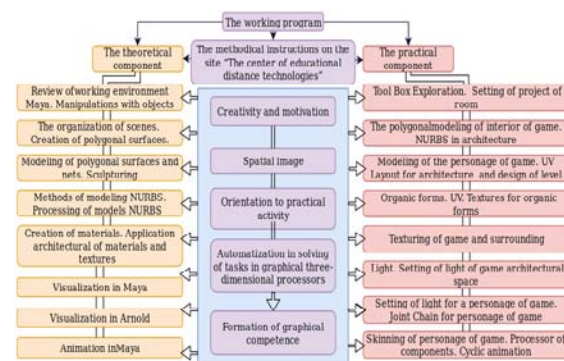 The working program
The theoretical
component
The methodical instructions on the
site "The center of educational
distance technologies"
The practical
component
Review of working environment
Maya. Manipulations with objects
The organization of scenes.
Creation of polygonal surfaces.
Modeling of polygonal surfaces and
nets. Sculpturing
Methods of modeling NURBS.
Processing of models NURBS
Creation of materials. Application
architectural of materials and
textures
Visualization in Maya
Visualization in Arnold
Animation inMaya
Creativity and motivation
Spatial image
Orientation to practical
activity
Automatization in solving
of tasks in graphical three-
dimensional processors
Formation of graphical
competence
Tool Box Exploration. Setting of project of
room
The polygonalmodeling of interior of game.
NURBS in architecture
Modeling of the personage of game. UV
Layout for architecture, and design of level
Organic forms. UV. Textures for organic
forms
Texturing of game and surrounding
Light. Setting of light of game architectural
space
Setting of light for a personage of game.
Joint Chain for personage of game
Skinning of personage of game. Processor of
components. Cyclic animation